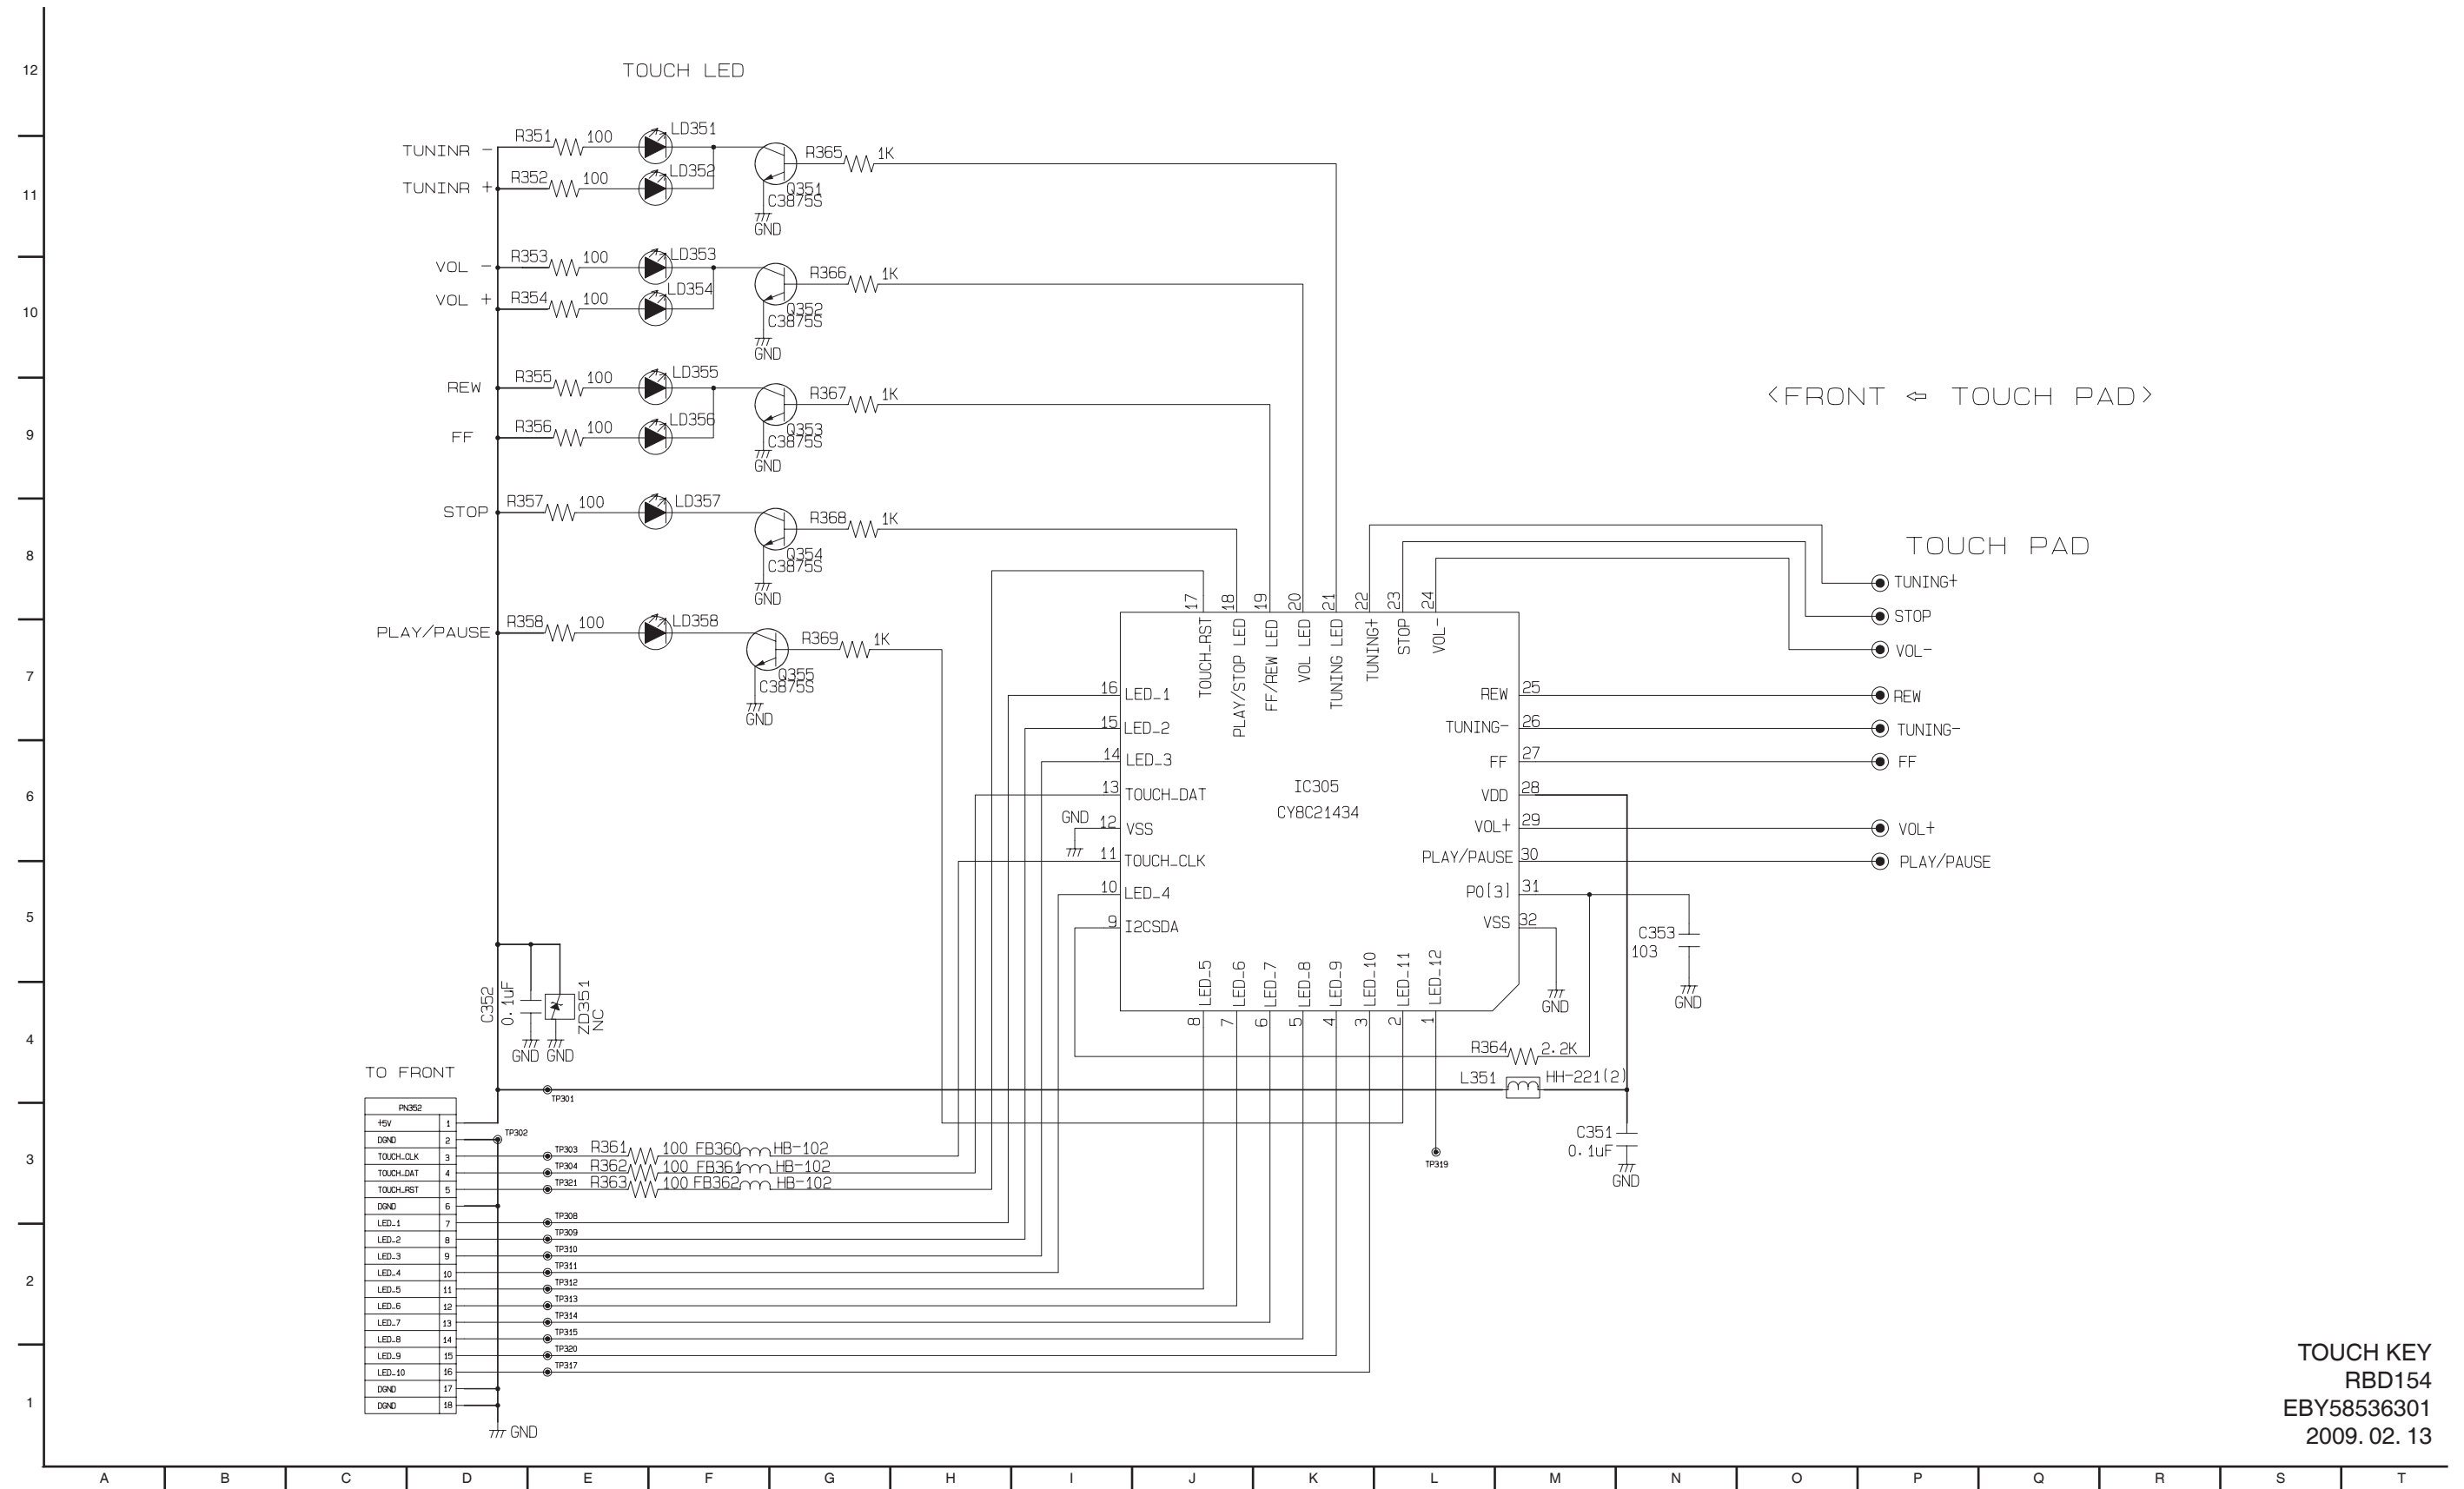 12
TOUCH LED
TUNINR - R351 100 LD351
R365 1K
TUNINR + R352 100 LD352
Q351
C3875S
GND
11
VOL - R353 100 LD353
R366 1K
VOL + R354 100 LD354
Q352
C3875S
GND
10
REW R355 100 LD355
R367 1K
FF R356 100 LD356
Q353
C3875S
GND
9
<FRONT ⇦ TOUCH PAD>
STOP R357 100 LD357
R368 1K
Q354
C3875S
GND
8
TOUCH PAD
TUNING+
STOP
VOL-
REW
TUNING-
FF
VOL+
PLAY/PAUSE
PLAY/PAUSE R358 100 LD358
R369 1K
Q355
C3875S
GND
7
17 TOUCH_RST
18 PLAY/STOP LED
19 FF/REW LED
20 VOL LED
21 TUNING LED
22 TUNING+
23 STOP
24 VOL-
16 LED_1
15 LED_2
14 LED_3
13 TOUCH_DAT
GND 12 VSS
11 TOUCH_CLK
10 LED_4
9 I2CSDA
IC305
CY8C21434
REW 25
TUNING- 26
FF 27
VDD 28
VOL+ 29
PLAY/PAUSE 30
P0[3] 31
VSS 32
6
5
LED_5 8
LED_6 7
LED_7 6
LED_8 5
LED_9 4
LED_10 3
LED_11 2
LED_12 1
GND
C353
103
GND
C352
0.1uF
ZD351
NC
GND GND
4
R364 2.2K
L351 HH-221(2)
TP301
C351
0.1uF
GND
TP319
TO FRONT
PN352
+5V 1
DGND 2 TP302
TOUCH_CLK 3 TP303 R361 100 FB360 HB-102
TOUCH_DAT 4 TP304 R362 100 FB361 HB-102
TOUCH_RST 5 TP321 R363 100 FB362 HB-102
DGND 6
LED_1 7 TP308
LED_2 8 TP309
LED_3 9 TP310
LED_4 10 TP311
LED_5 11 TP312
LED_6 12 TP313
LED_7 13 TP314
LED_8 14 TP315
LED_9 15 TP320
LED_10 16 TP317
DGND 17
DGND 18
GND
3
2
1
TOUCH KEY
RBD154
EBY58536301
2009. 02. 13
A B C D E F G H I J K L M N O P Q R S T